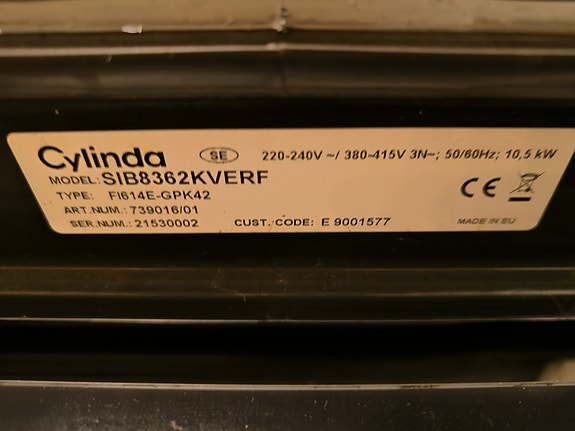 Cylinda SE 220-240V ~/ 380-415V 3N~; 50/60Hz; 10,5 kW
MODEL: SIB8362KVERF
TYPE: FI614E-GPK42 CE
ART.NUM.: 739016/01
SER.NUM.: 21530002 CUST. CODE: E 9001577 MADE IN EU